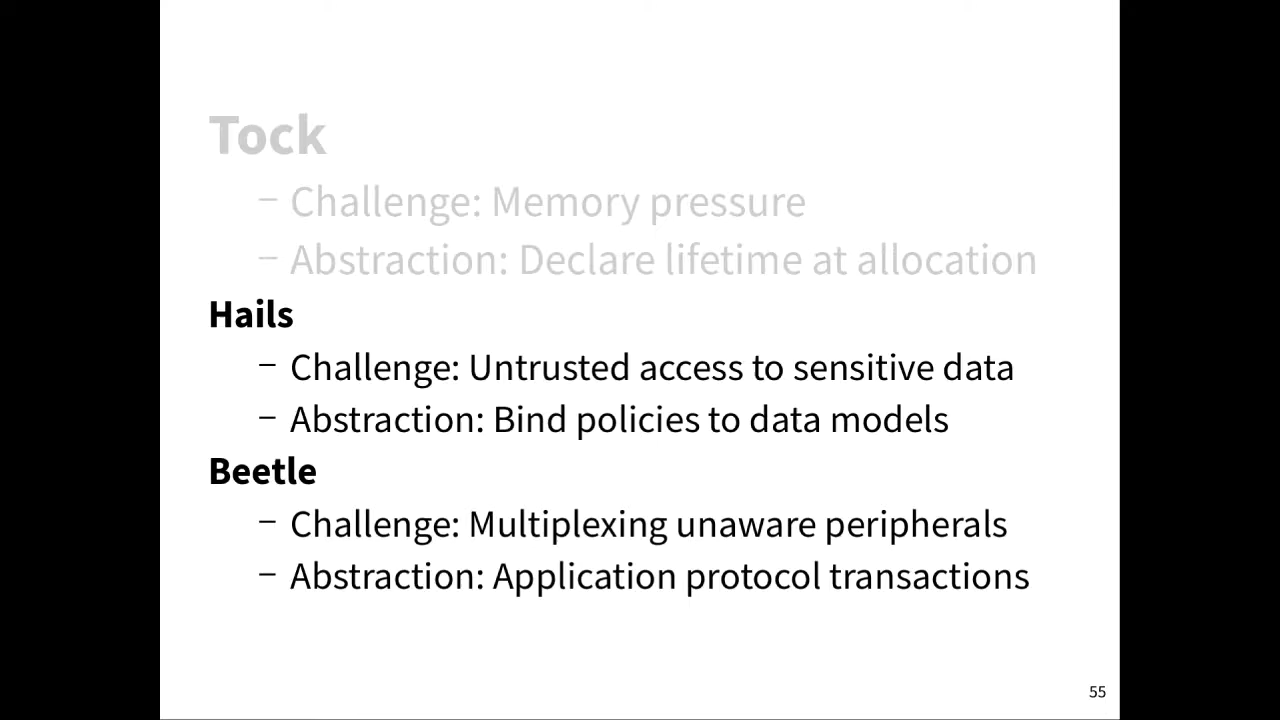 Tock
– Challenge: Memory pressure
– Abstraction: Declare lifetime at allocation
Hails
– Challenge: Untrusted access to sensitive data
– Abstraction: Bind policies to data models
Beetle
– Challenge: Multiplexing unaware peripherals
– Abstraction: Application protocol transactions
55